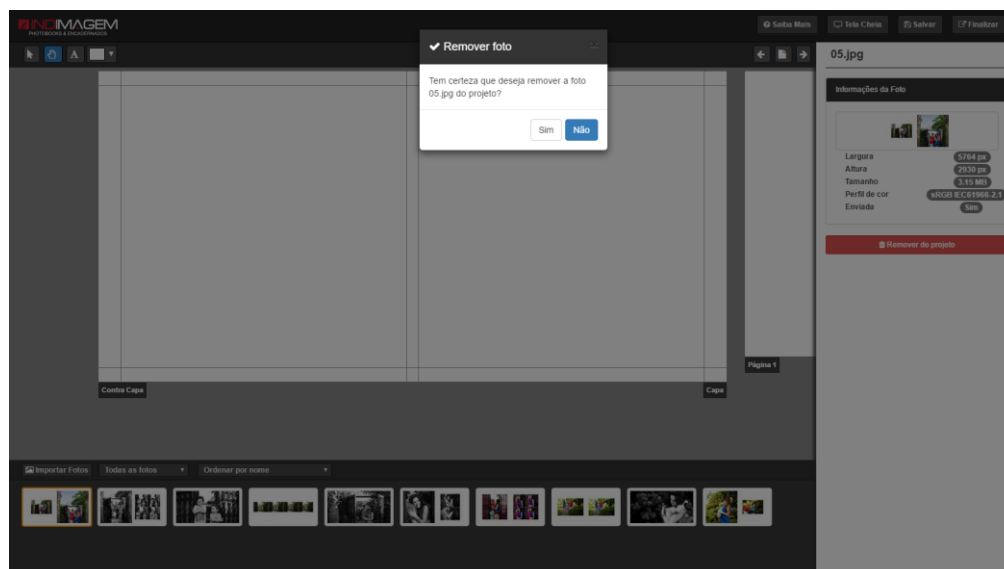 INDIMAGEM
PHOTOBOOKS & ENCADERNADOS
Saiba Mais
Tela Cheia
Salvar
Finalizar
A
Remover foto
Tem certeza que deseja remover a foto
05.jpg do projeto?
Sim
Não
05.jpg
Informações da Foto
Largura 5764 px
Altura 2930 px
Tamanho 3.15 MB
Perfil de cor sRGB IEC61966-2.1
Enviada Sim
Remover do projeto
Página 1
Contra Capa
Capa
Importar Fotos
Todas as fotos
Ordenar por nome